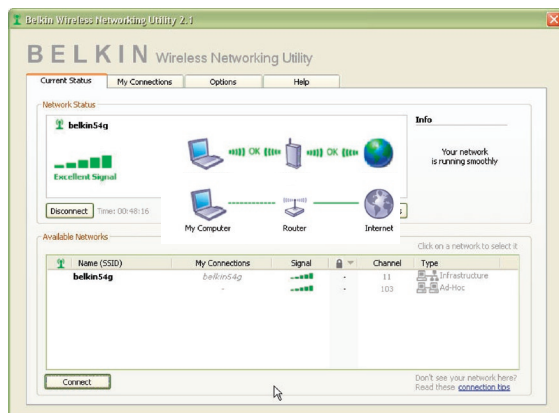 Belkin Wireless Networking Utility 2.1
BELKIN Wireless Networking Utility
Current Status My Connections Options Help
Network Status
belkin54g
OK OK
Excellent Signal
Info
Your network
is running smoothly
Disconnect Time: 00:48:16
My Computer Router Internet
Available Networks
Click on a network to select it
Name (SSID) My Connections Signal Channel Type
belkin54g belkin54g - 11 Infrastructure
- - 103 Ad-Hoc
Connect
Don't see your network here?
Read these connection tips